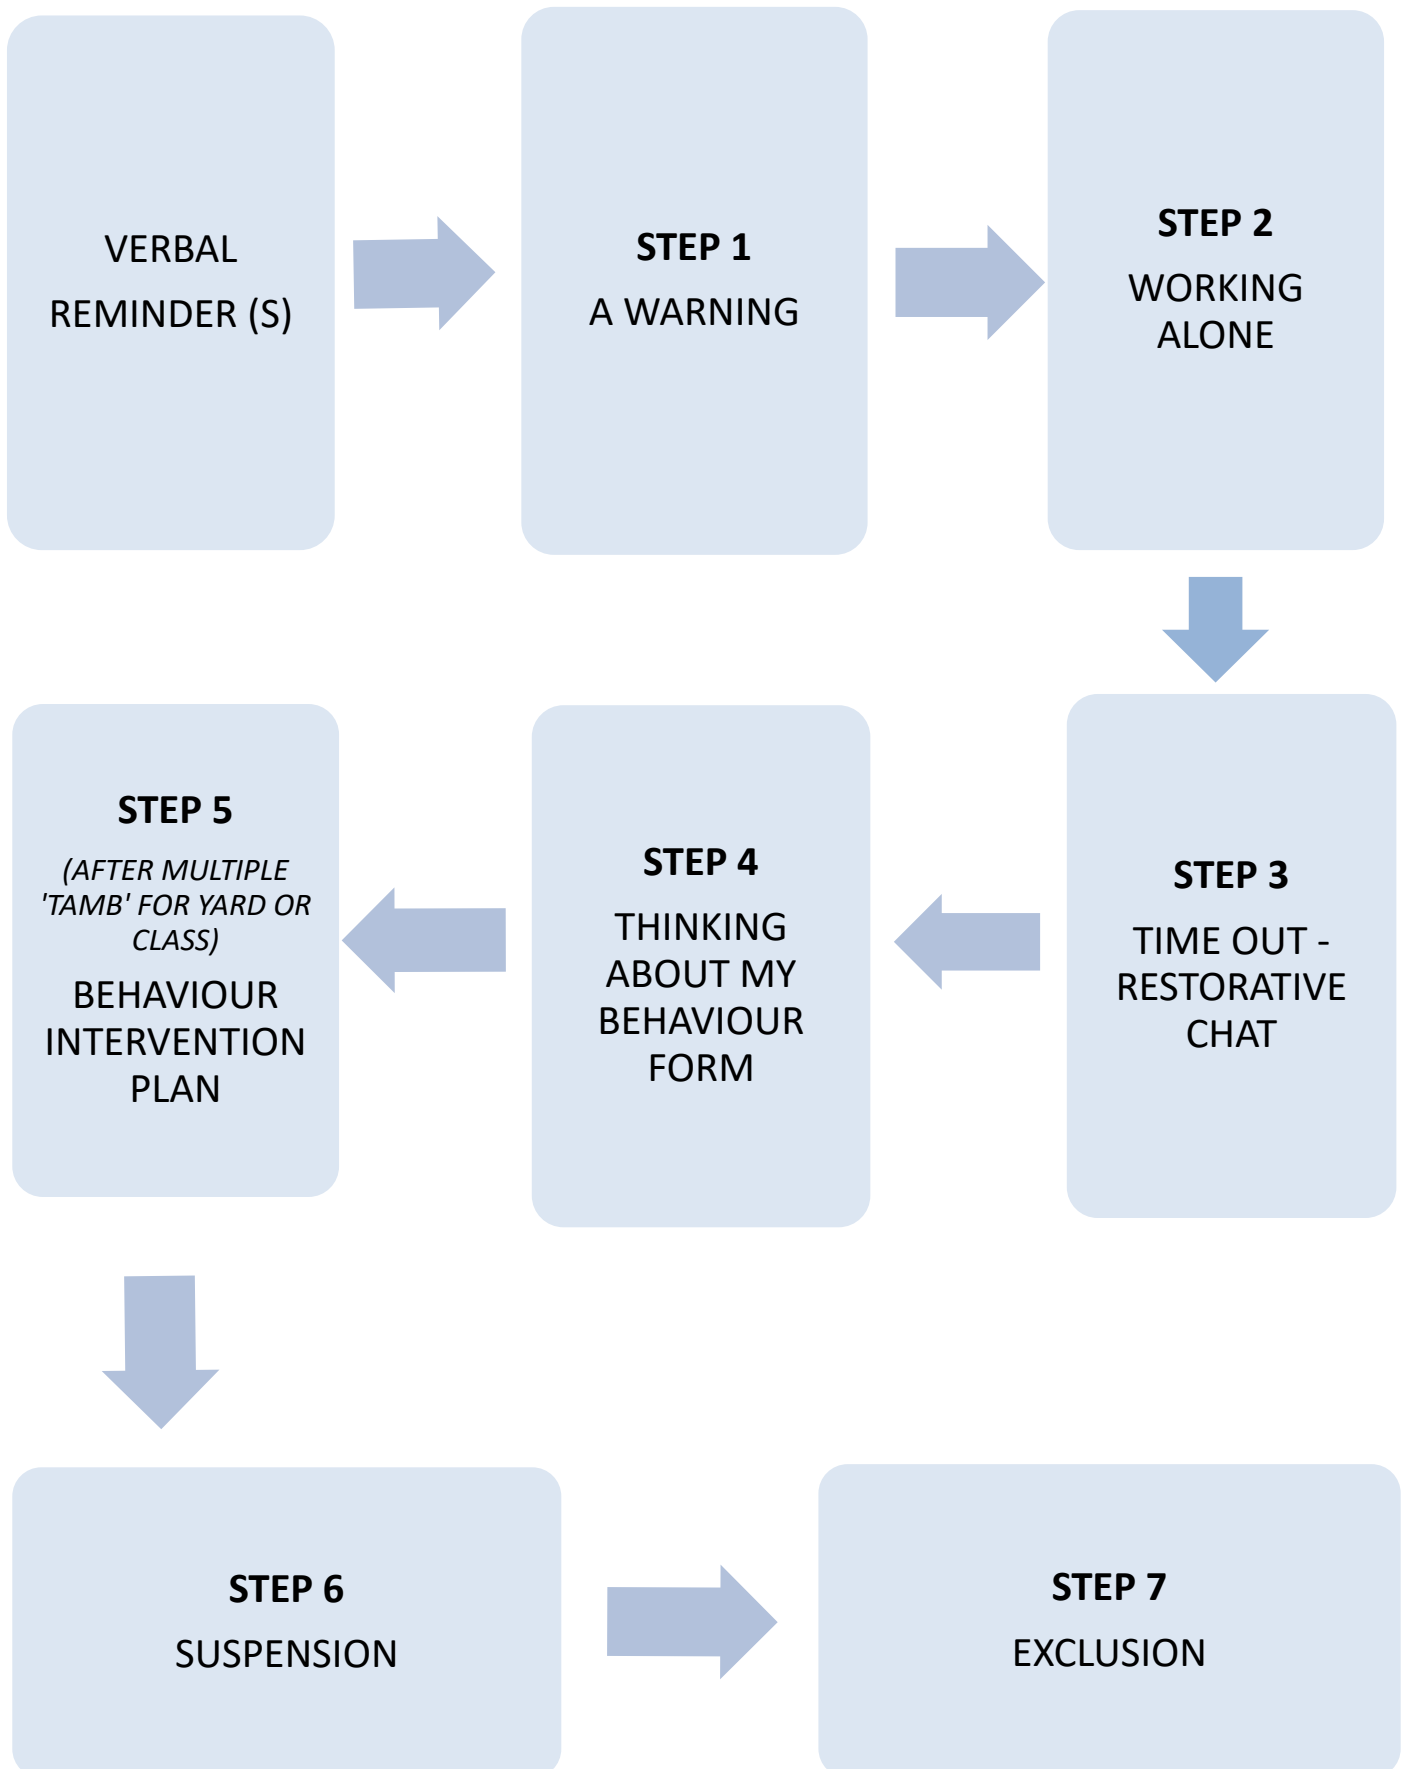 VERBAL
REMINDER (S)
STEP 1
A WARNING
STEP 2
WORKING
ALONE
STEP 3
TIME OUT -
RESTORATIVE
CHAT
STEP 4
THINKING
ABOUT MY
BEHAVIOUR
FORM
STEP 5
(AFTER MULTIPLE
'TAMB' FOR YARD OR
CLASS)
BEHAVIOUR
INTERVENTION
PLAN
STEP 6
SUSPENSION
STEP 7
EXCLUSION